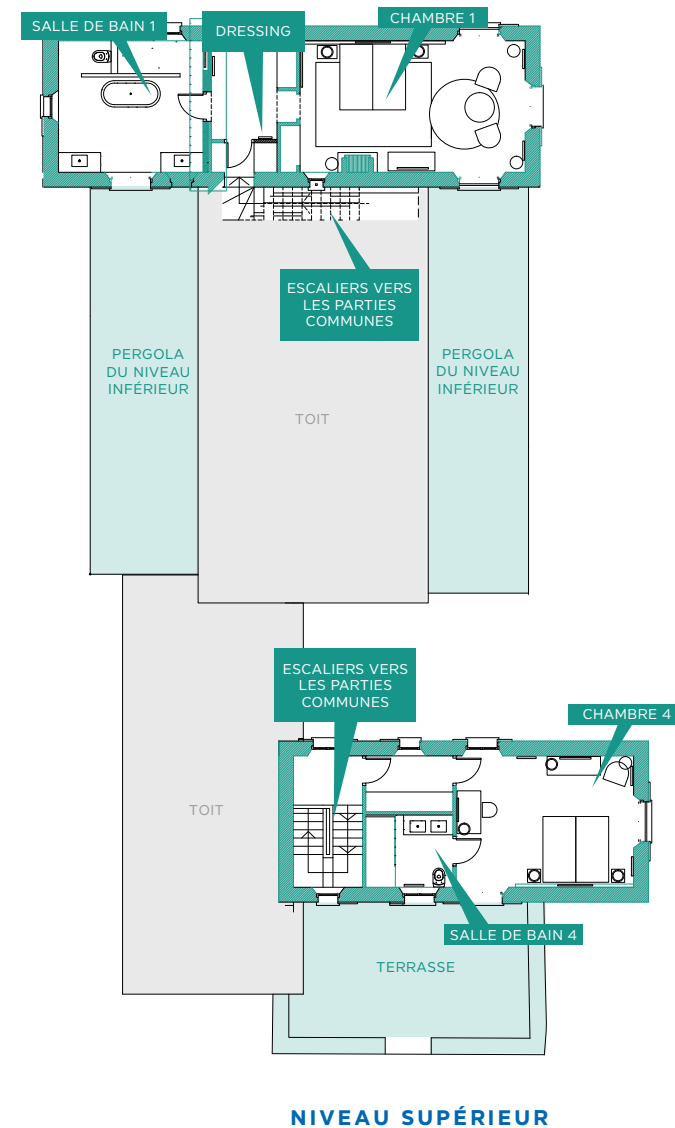 SALLE DE BAIN 1
DRESSING
CHAMBRE 1
ESCALIERS VERS
LES PARTIES
COMMUNES
PERGOLA
DU NIVEAU
INFÉRIEUR
PERGOLA
DU NIVEAU
INFÉRIEUR
TOIT
ESCALIERS VERS
LES PARTIES
COMMUNES
CHAMBRE 4
TOIT
SALLE DE BAIN 4
TERRASSE
NIVEAU SUPÉRIEUR